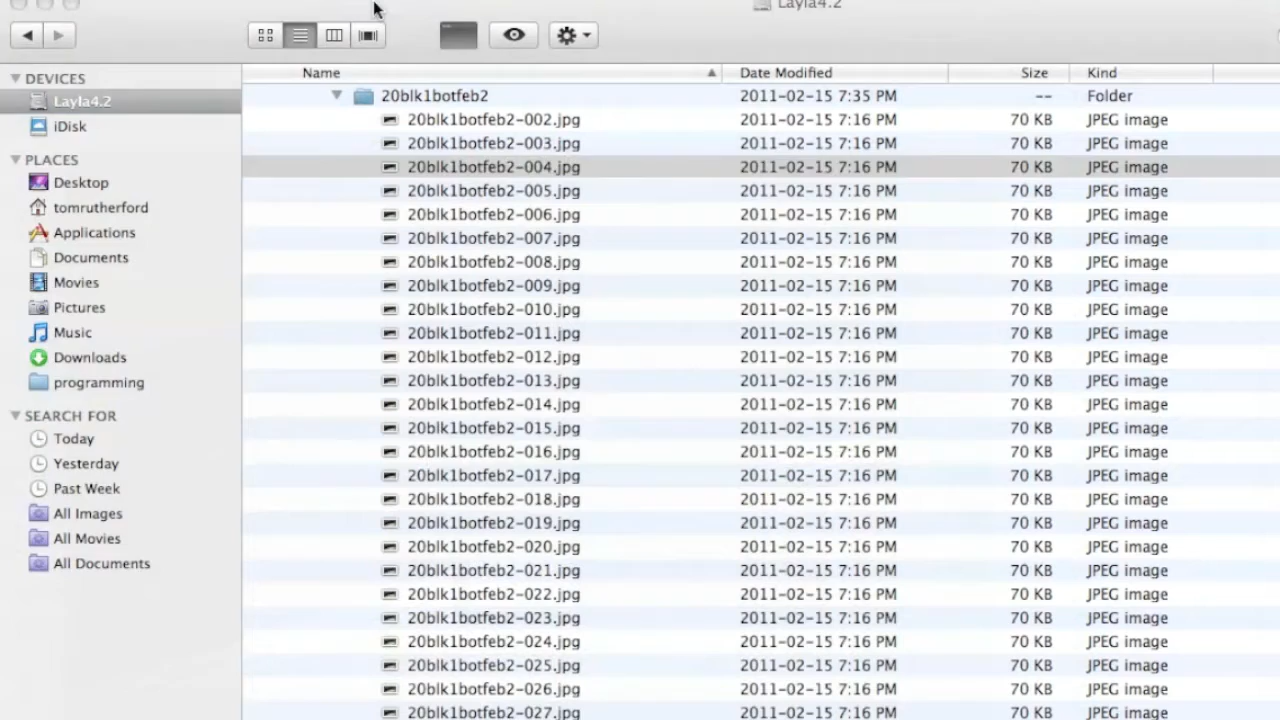 Layla4.2
Name Date Modified Size Kind
DEVICES
Layla4.2
iDisk
PLACES
Desktop
tomrutherford
Applications
Documents
Movies
Pictures
Music
Downloads
programming
SEARCH FOR
Today
Yesterday
Past Week
All Images
All Movies
All Documents
20blk1botfeb2 2011-02-15 7:35 PM -- Folder
20blk1botfeb2-002.jpg 2011-02-15 7:16 PM 70 KB JPEG image
20blk1botfeb2-003.jpg 2011-02-15 7:16 PM 70 KB JPEG image
20blk1botfeb2-004.jpg 2011-02-15 7:16 PM 70 KB JPEG image
20blk1botfeb2-005.jpg 2011-02-15 7:16 PM 70 KB JPEG image
20blk1botfeb2-006.jpg 2011-02-15 7:16 PM 70 KB JPEG image
20blk1botfeb2-007.jpg 2011-02-15 7:16 PM 70 KB JPEG image
20blk1botfeb2-008.jpg 2011-02-15 7:16 PM 70 KB JPEG image
20blk1botfeb2-009.jpg 2011-02-15 7:16 PM 70 KB JPEG image
20blk1botfeb2-010.jpg 2011-02-15 7:16 PM 70 KB JPEG image
20blk1botfeb2-011.jpg 2011-02-15 7:16 PM 70 KB JPEG image
20blk1botfeb2-012.jpg 2011-02-15 7:16 PM 70 KB JPEG image
20blk1botfeb2-013.jpg 2011-02-15 7:16 PM 70 KB JPEG image
20blk1botfeb2-014.jpg 2011-02-15 7:16 PM 70 KB JPEG image
20blk1botfeb2-015.jpg 2011-02-15 7:16 PM 70 KB JPEG image
20blk1botfeb2-016.jpg 2011-02-15 7:16 PM 70 KB JPEG image
20blk1botfeb2-017.jpg 2011-02-15 7:16 PM 70 KB JPEG image
20blk1botfeb2-018.jpg 2011-02-15 7:16 PM 70 KB JPEG image
20blk1botfeb2-019.jpg 2011-02-15 7:16 PM 70 KB JPEG image
20blk1botfeb2-020.jpg 2011-02-15 7:16 PM 70 KB JPEG image
20blk1botfeb2-021.jpg 2011-02-15 7:16 PM 70 KB JPEG image
20blk1botfeb2-022.jpg 2011-02-15 7:16 PM 70 KB JPEG image
20blk1botfeb2-023.jpg 2011-02-15 7:16 PM 70 KB JPEG image
20blk1botfeb2-024.jpg 2011-02-15 7:16 PM 70 KB JPEG image
20blk1botfeb2-025.jpg 2011-02-15 7:16 PM 70 KB JPEG image
20blk1botfeb2-026.jpg 2011-02-15 7:16 PM 70 KB JPEG image
20blk1botfeb2-027.jpg 2011-02-15 7:16 PM 70 KB JPEG image